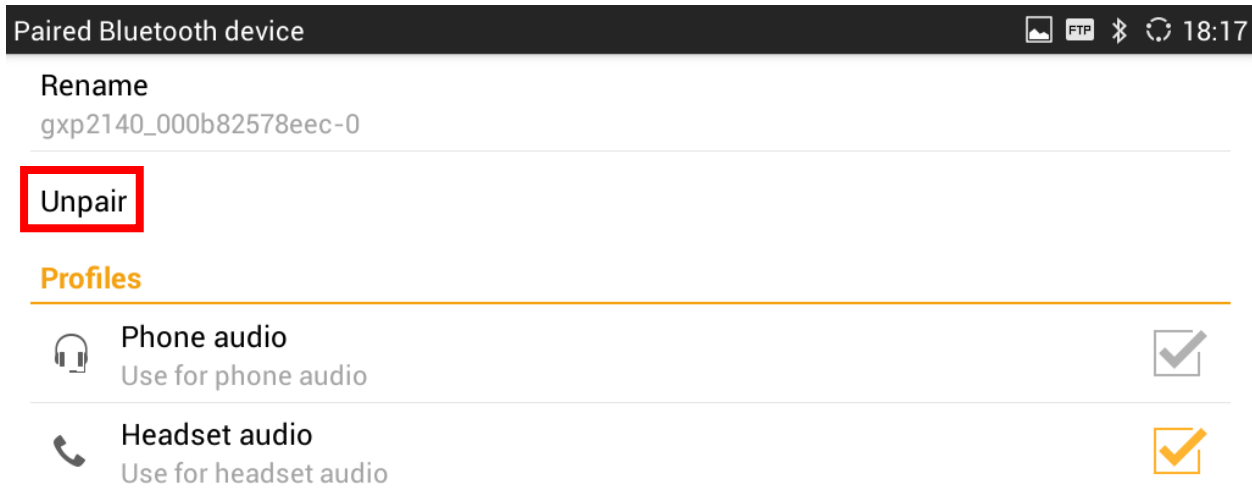 Paired Bluetooth device FTP 18:17
Rename
gxp2140_000b82578eec-0
Unpair
Profiles
Phone audio
Use for phone audio
Headset audio
Use for headset audio